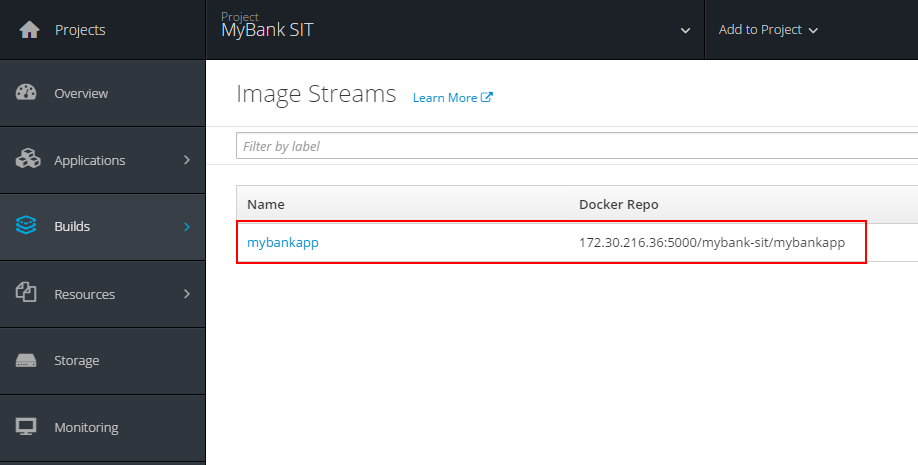 Projects
Project
MyBank SIT
Add to Project
Overview
Applications
Builds
Resources
Storage
Monitoring
Image Streams Learn More
Filter by label
Name Docker Repo
mybankapp 172.30.216.36:5000/mybank-sit/mybankapp